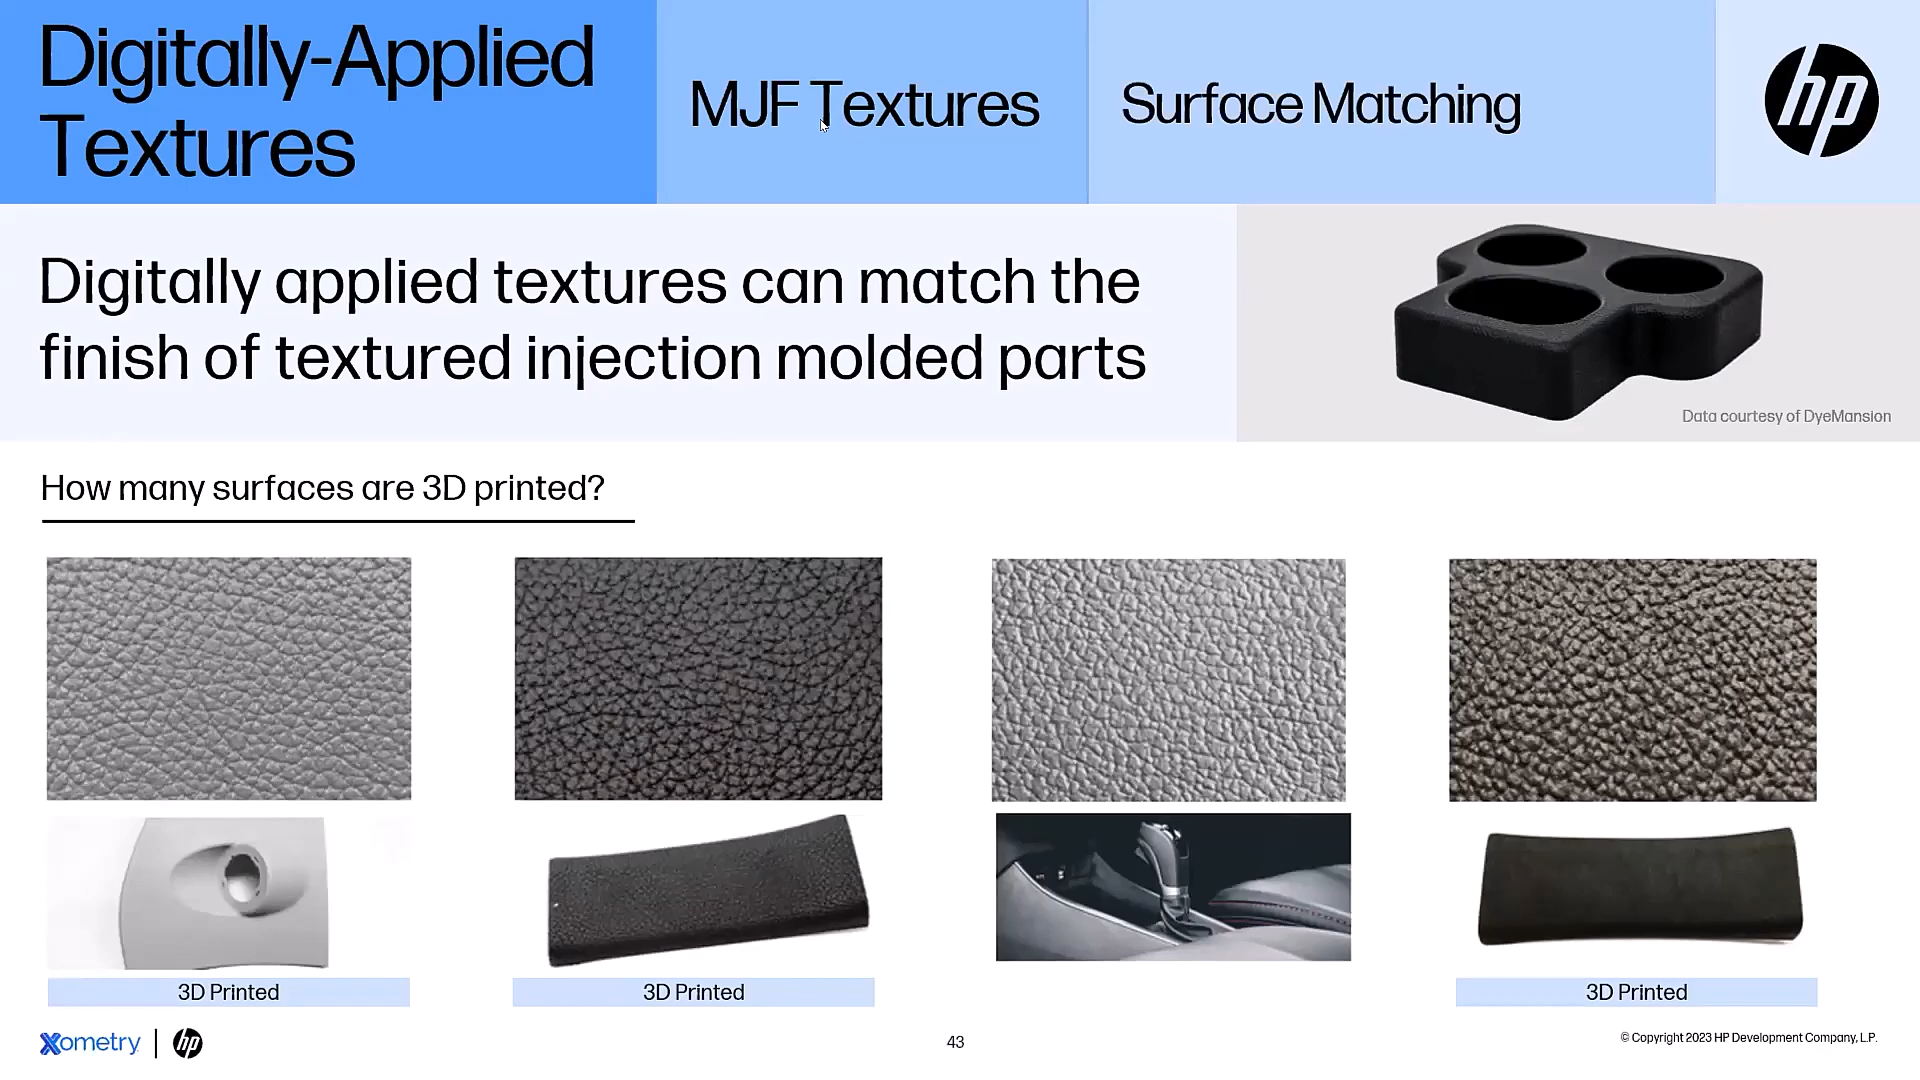 Digitally-Applied
Textures
MJF Textures
Surface Matching
hp
Digitally applied textures can match the
finish of textured injection molded parts
Data courtesy of DyeMansion
How many surfaces are 3D printed?
3D Printed
3D Printed
3D Printed
Xometry
hp
43
© Copyright 2023 HP Development Company, L.P.